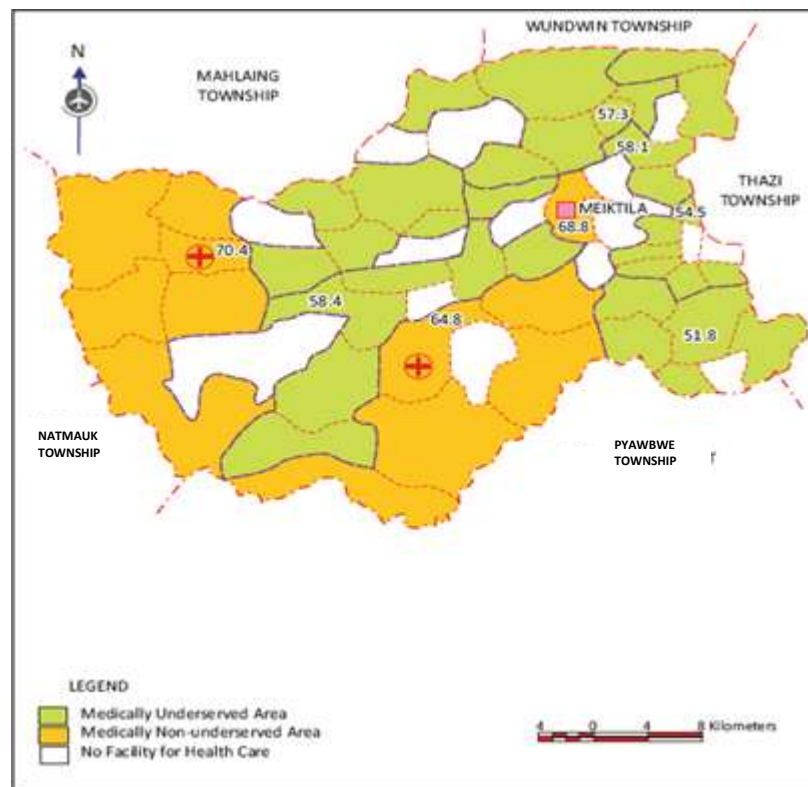 WUNDWIN TOWNSHIP
N
MAHLAING
TOWNSHIP
57.3
58.1
THAZI
TOWNSHIP
MEIKTILA
54.5
68.8
70.4
58.4
64.8
51.8
NATMAUK
TOWNSHIP
PYAWBWE
TOWNSHIP
r
LEGEND
Medically Underserved Area
Medically Non-underserved Area
No Facility for Health Care
4 0 4 8 Kilometers